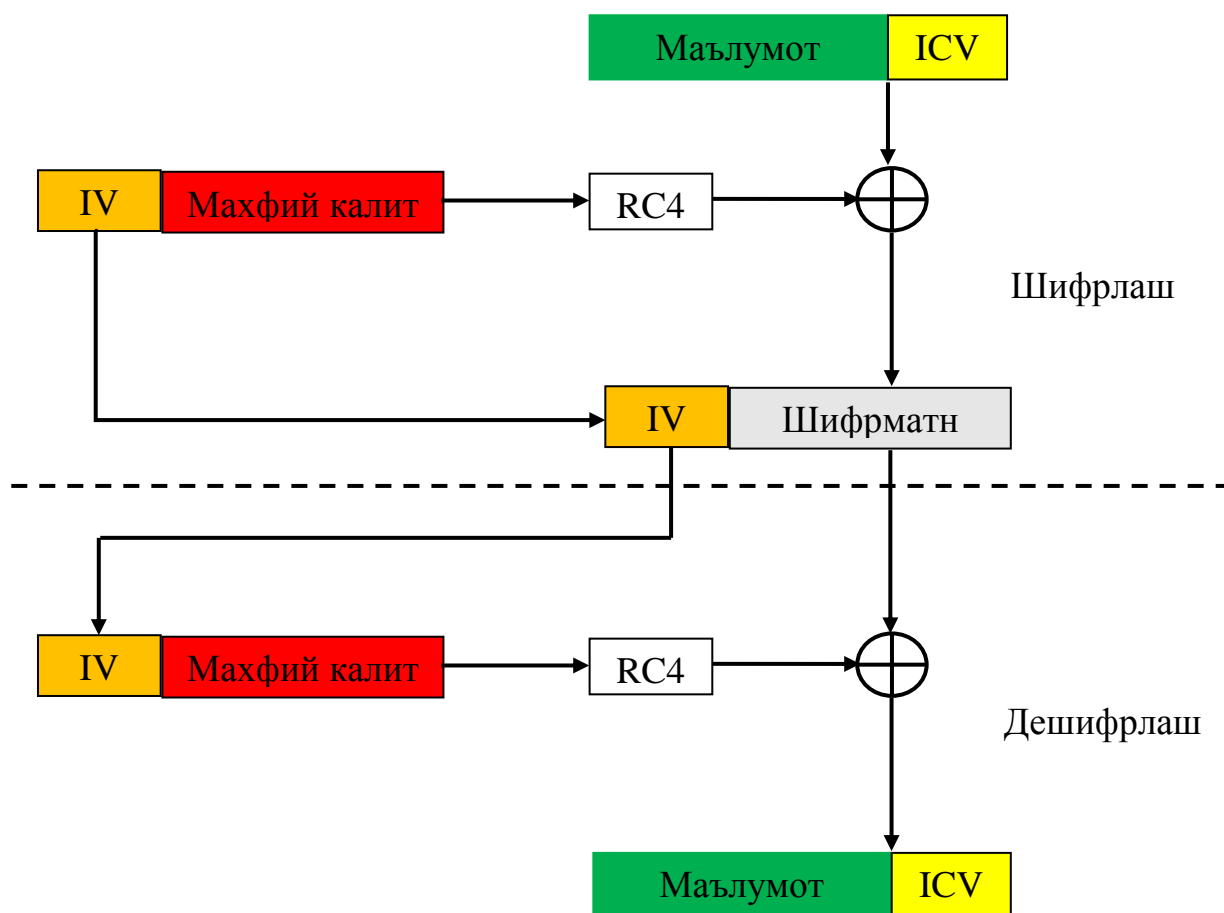 Маълумот ICV
IV Махфий калит RC4
Шифрлаш
IV Шифрматн
IV Махфий калит RC4
Дешифрлаш
Маълумот ICV